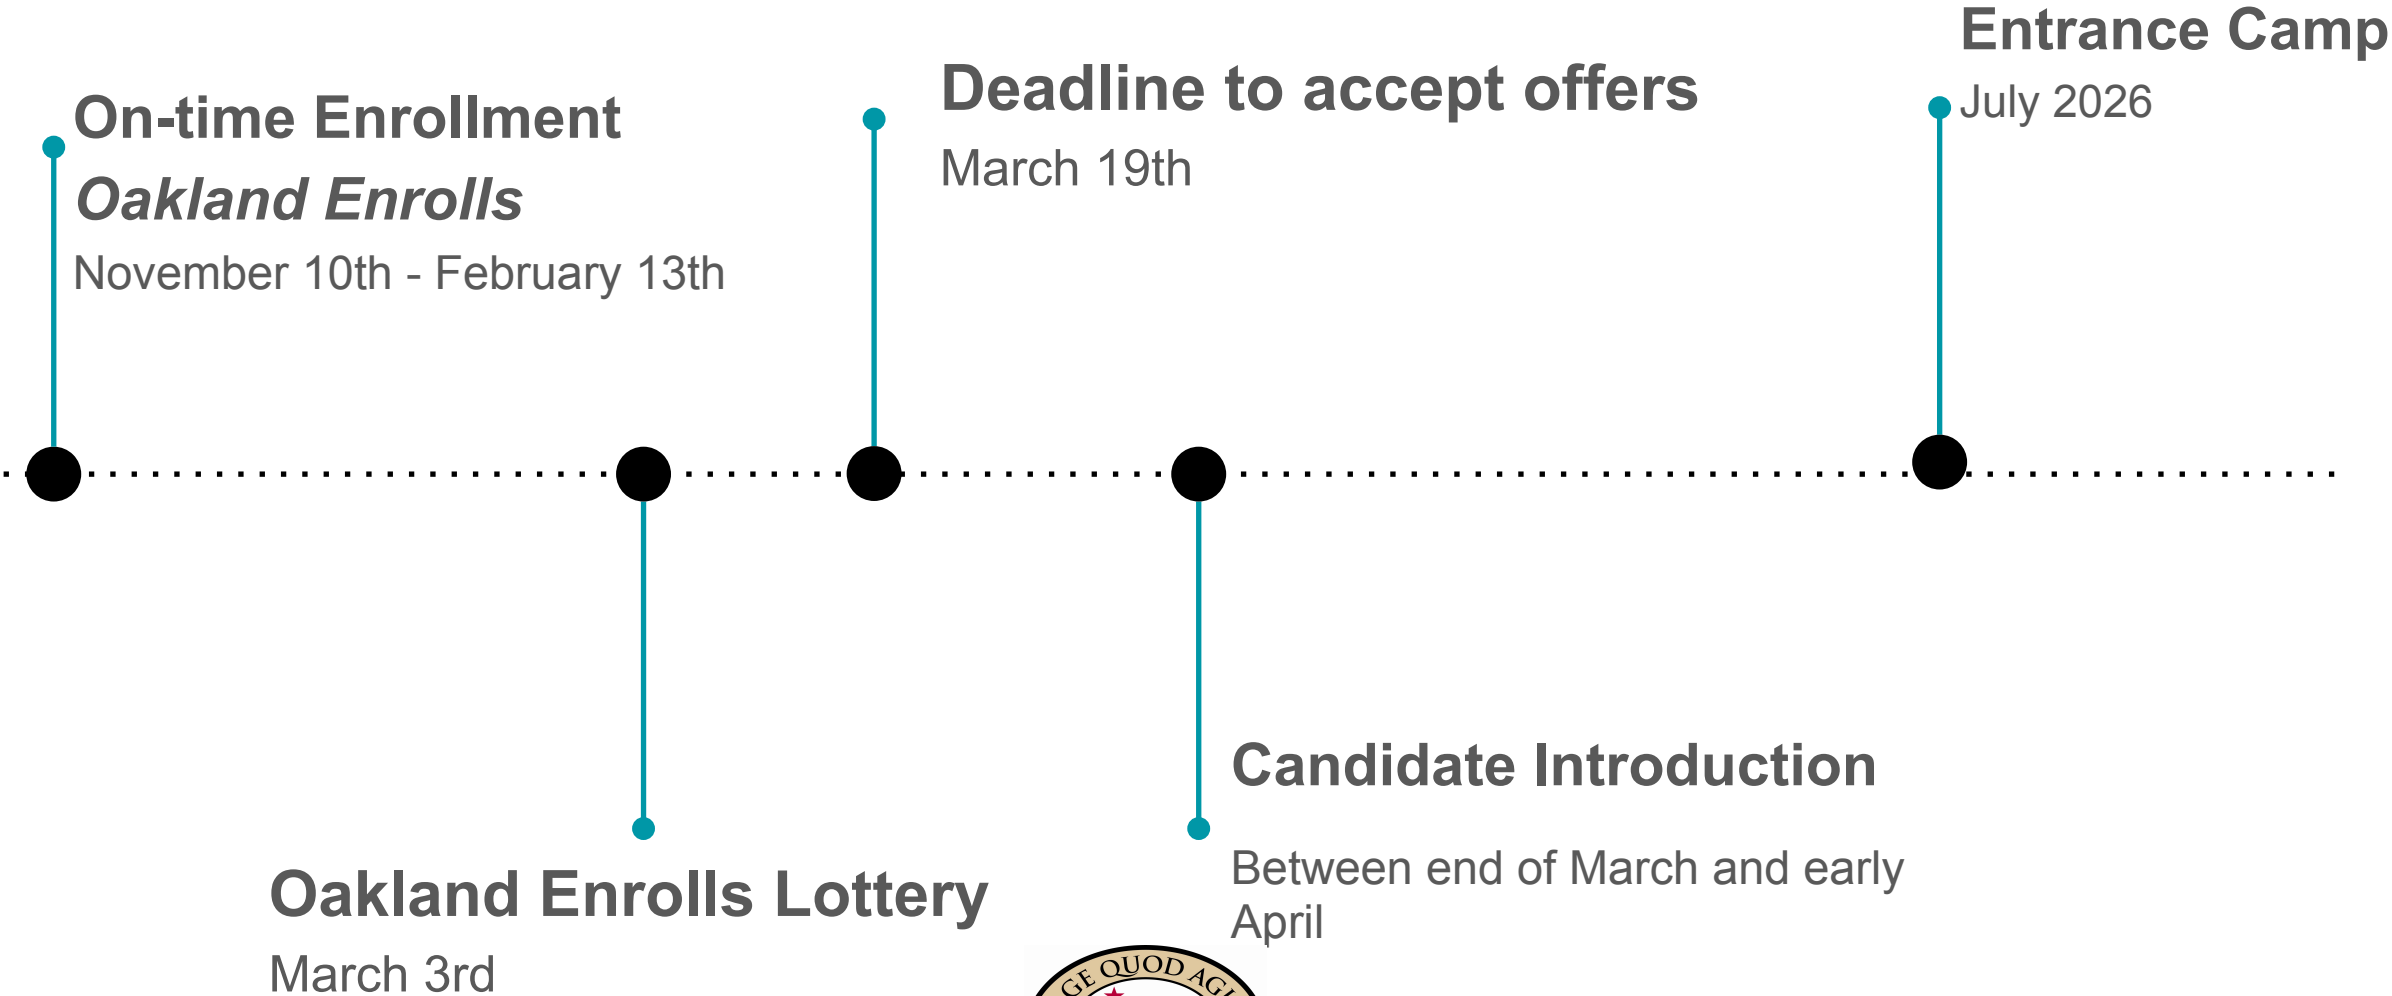 On-time Enrollment
Oakland Enrolls
November 10th - February 13th
Oakland Enrolls Lottery
March 3rd
Deadline to accept offers
March 19th
Candidate Introduction
Between end of March and early
April
Entrance Camp
July 2026
QUOD